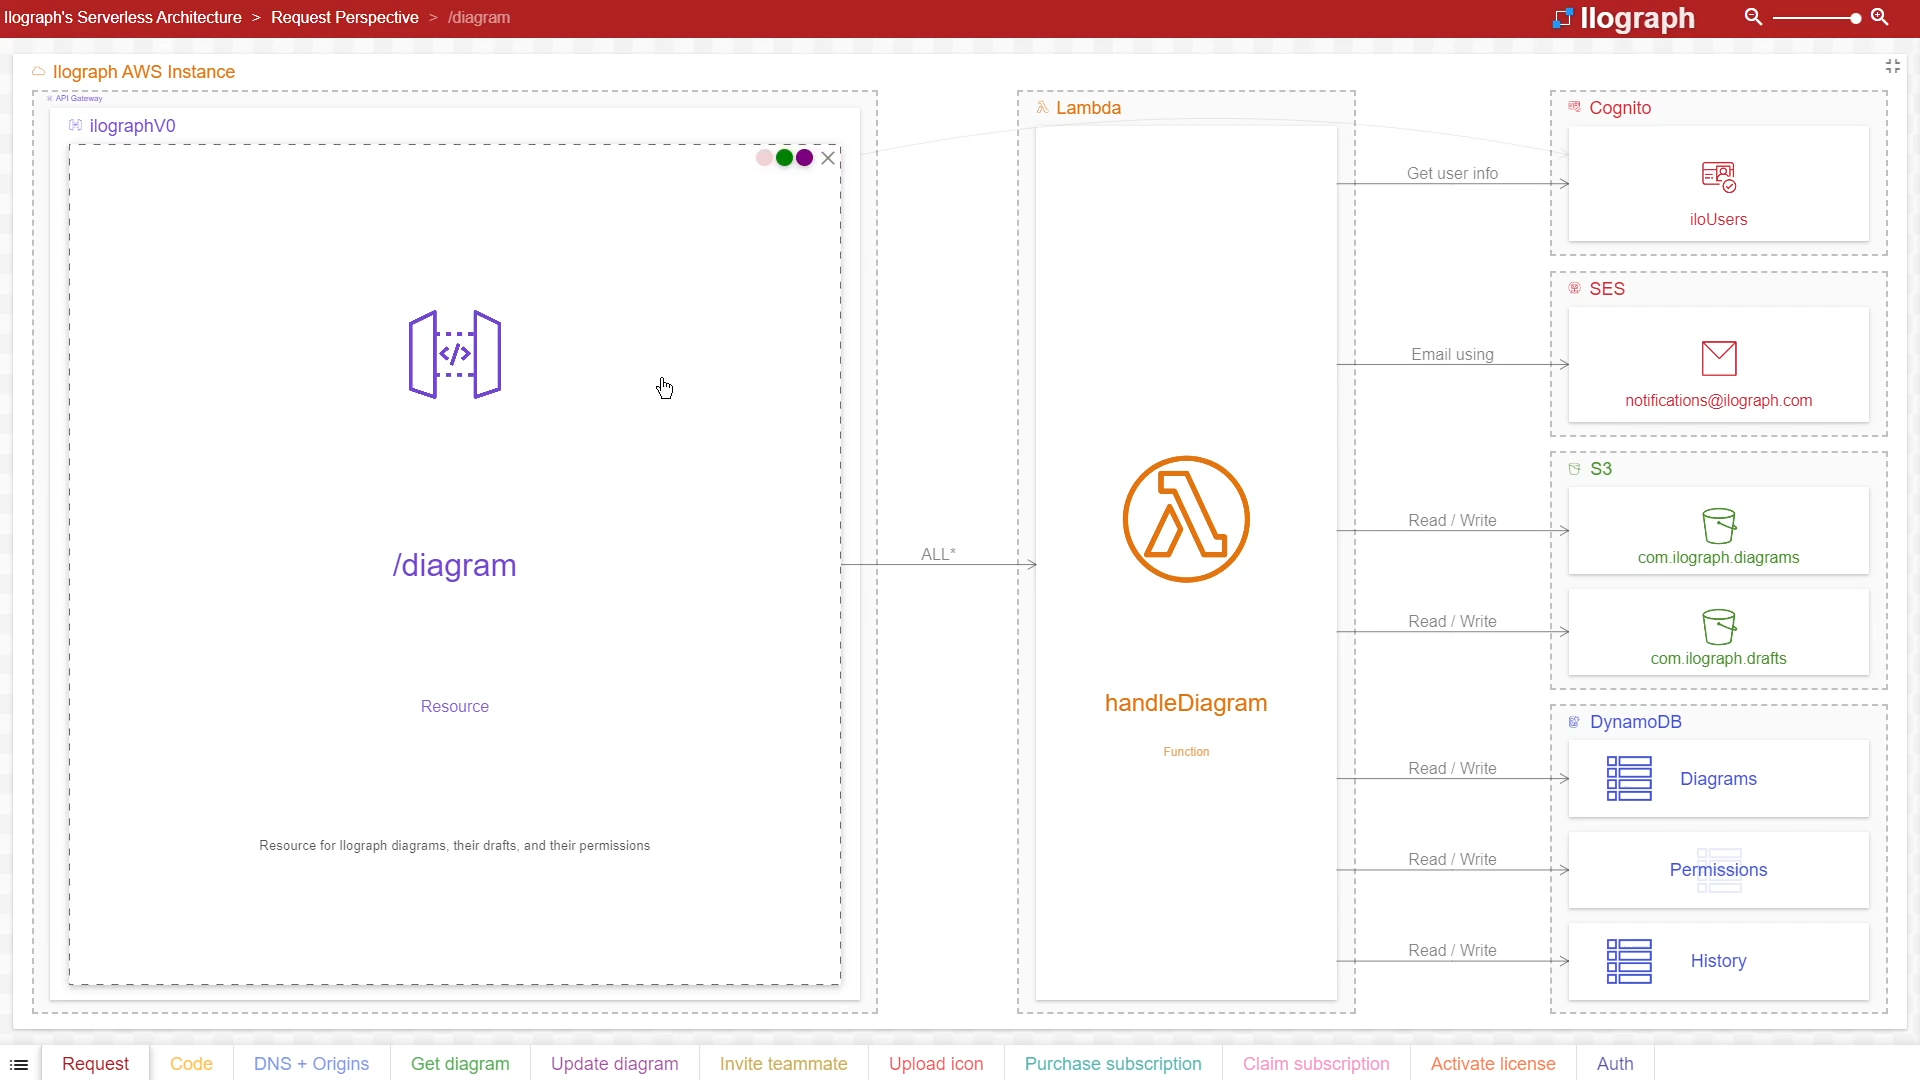 Ilograph's Serverless Architecture > Request Perspective > /diagram
Ilograph
Ilograph AWS Instance
API Gateway
ilographV0
/diagram
Resource
Resource for Ilograph diagrams, their drafts, and their permissions
ALL*
Lambda
handleDiagram
Function
Get user info
Email using
Read / Write
Read / Write
Read / Write
Read / Write
Read / Write
Cognito
iloUsers
SES
notifications@ilograph.com
S3
com.ilograph.diagrams
com.ilograph.drafts
DynamoDB
Diagrams
Permissions
History
Request
Code
DNS + Origins
Get diagram
Update diagram
Invite teammate
Upload icon
Purchase subscription
Claim subscription
Activate license
Auth